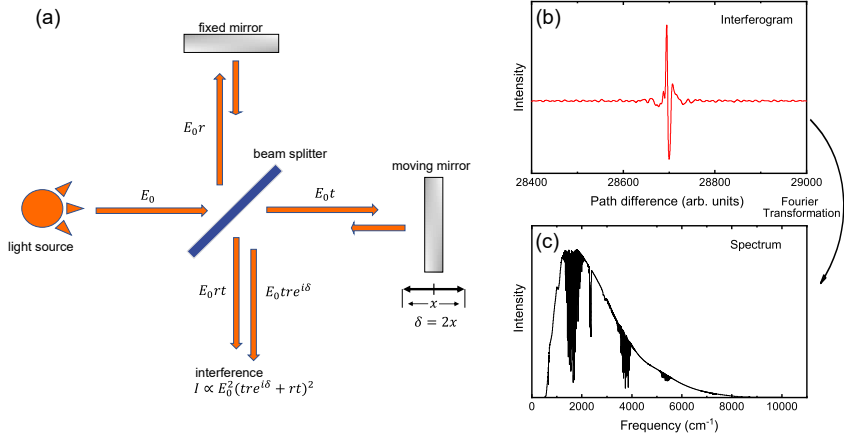 (a)
fixed mirror
E₀r
beam splitter
moving mirror
E₀
E₀t
light source
E₀rt
E₀tre^{iδ}
x
δ = 2x
interference
I ∝ E₀²(tre^{iδ} + rt)²
(b)
Interferogram
Intensity
28400 28600 28800 29000
Path difference (arb. units)
Fourier
Transformation
(c)
Spectrum
Intensity
0 2000 4000 6000 8000 10000
Frequency (cm⁻¹)